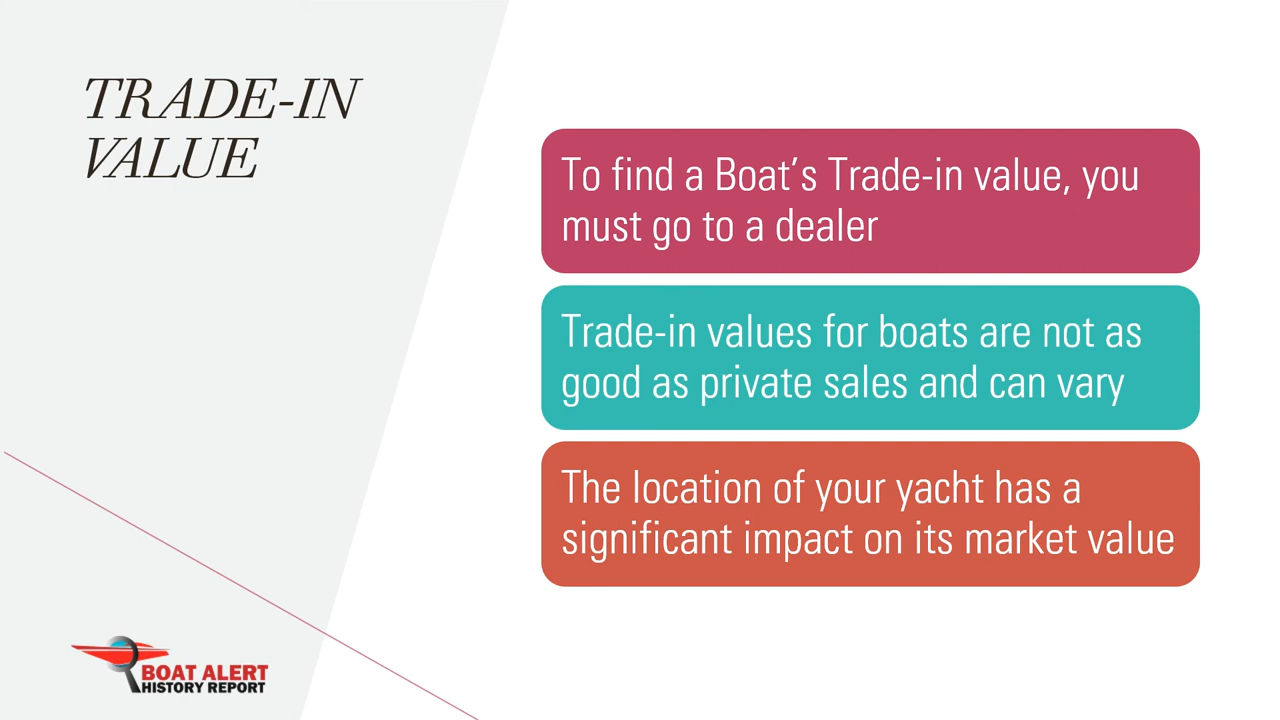 TRADE-IN
VALUE
To find a Boat's Trade-in value, you
must go to a dealer
Trade-in values for boats are not as
good as private sales and can vary
The location of your yacht has a
significant impact on its market value
BOAT ALERT
HISTORY REPORT